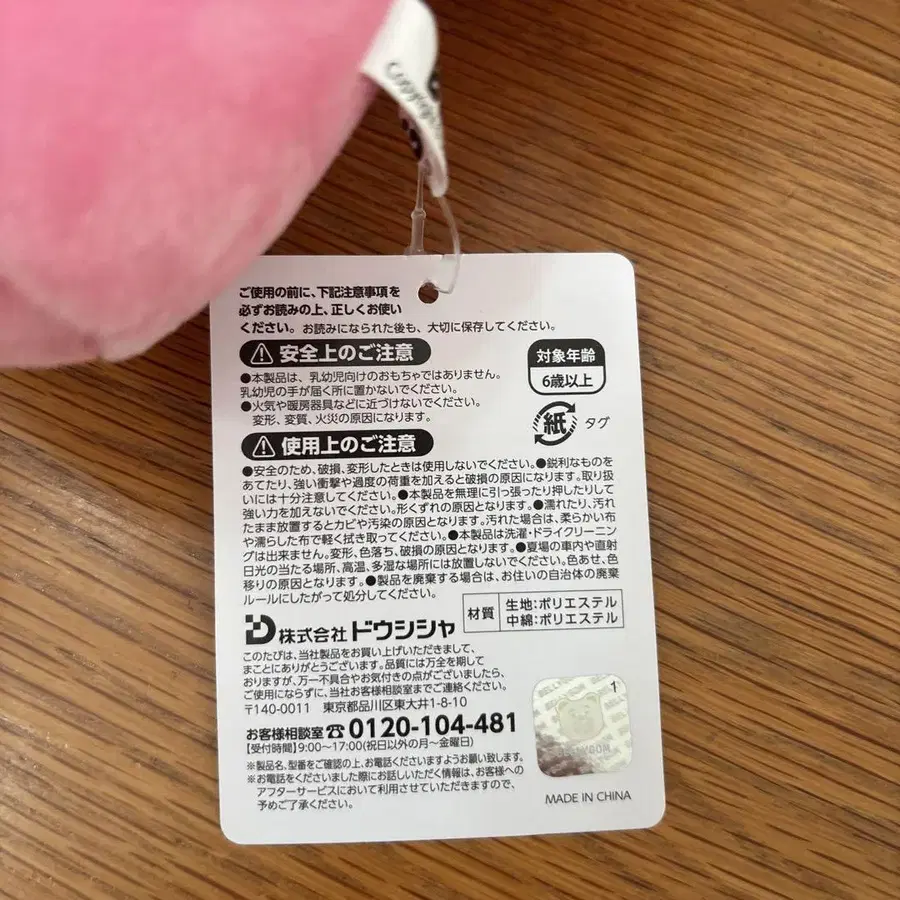 ご使用の前に、下記注意事項を
必ずお読みの上、正しくお使い
ください。お読みになられた後も、大切に保存してください。
安全上のご注意
●本製品は、乳幼児向けのおもちゃではありません。
乳幼児の手が届く所に置かないでください。
●火気や暖房器具などに近づけないでください。
変形、変質、火災の原因になります。
対象年齢
6歳以上
紙 タグ
使用上のご注意
●安全のため、破損、変形したときは使用しないでください。●鋭利なものを
あてたり、強い衝撃や過度の荷重を加えると破損の原因になります。取り扱
いには十分注意してください。●本製品を無理に引っ張ったり押したりして
強い力を加えないでください。形くずれの原因となります。●濡れたり、汚れ
たまま放置するとカビや汚染の原因となります。汚れた場合は、柔らかい布
や濡らした布で軽く拭き取ってください。●本製品は洗濯・ドライクリーニン
グは出来ません。変形、色落ち、破損の原因となります。●夏場の車内や直射
日光の当たる場所、高温、多湿な場所には放置しないでください。色あせ、色
移りの原因となります。●製品を廃棄する場合は、お住いの自治体の廃棄
ルールにしたがって処分してください。
材質
生地:ポリエステル
中綿:ポリエステル
株式会社ドウシシャ
このたびは、当社製品をお買い上げいただきまして、
まことにありがとうございます。品質には万全を期して
おりますが、万一不具合やお気付きの点がございましたら、
ご使用にならずに、当社お客様相談室までご連絡ください。
〒140-0011 東京都品川区東大井1-8-10
お客様相談室☎0120-104-481
【受付時間】9:00〜17:00(祝日以外の月〜金曜日)
※製品名、型番をご確認の上、お電話くださいますようお願い致します。
※お電話をくださいました際にお話しいただく情報は、お客様への
アフターサービスにおいて利用させていただきますので、
予めご了承ください。
1
BELLYGOM
MADE IN CHINA